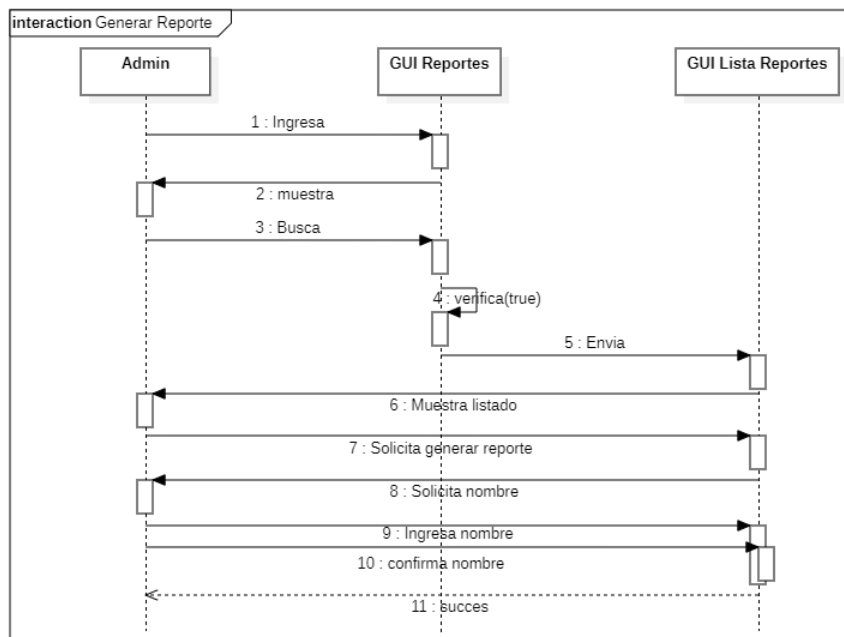 interaction Generar Reporte
Admin
GUI Reportes
GUI Lista Reportes
1 : Ingresa
2 : muestra
3 : Busca
4 : verifica(true)
5 : Envia
6 : Muestra listado
7 : Solicita generar reporte
8 : Solicita nombre
9 : Ingresa nombre
10 : confirma nombre
11 : succes